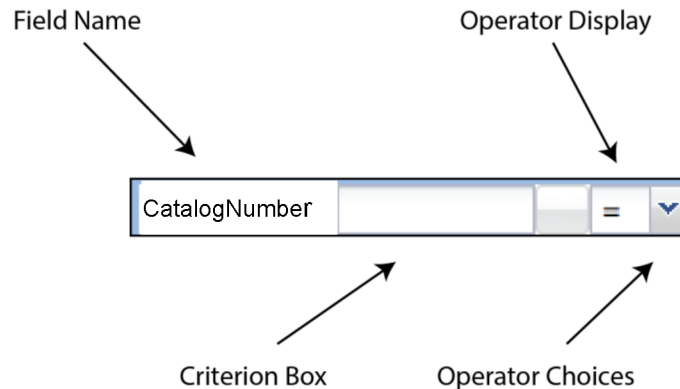 Field Name
Operator Display
CatalogNumber
=
Criterion Box
Operator Choices